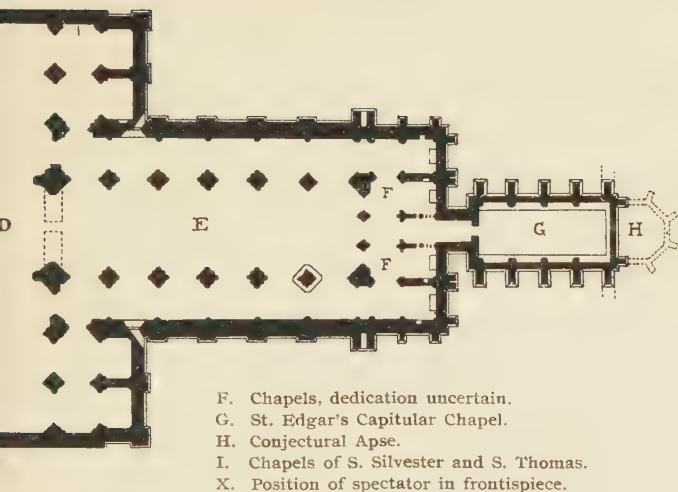 F
D E G H
F
F. Chapels, dedication uncertain.
G. St. Edgar's Capitular Chapel.
H. Conjectural Apse.
I. Chapels of S. Silvester and S. Thomas.
X. Position of spectator in frontispiece.